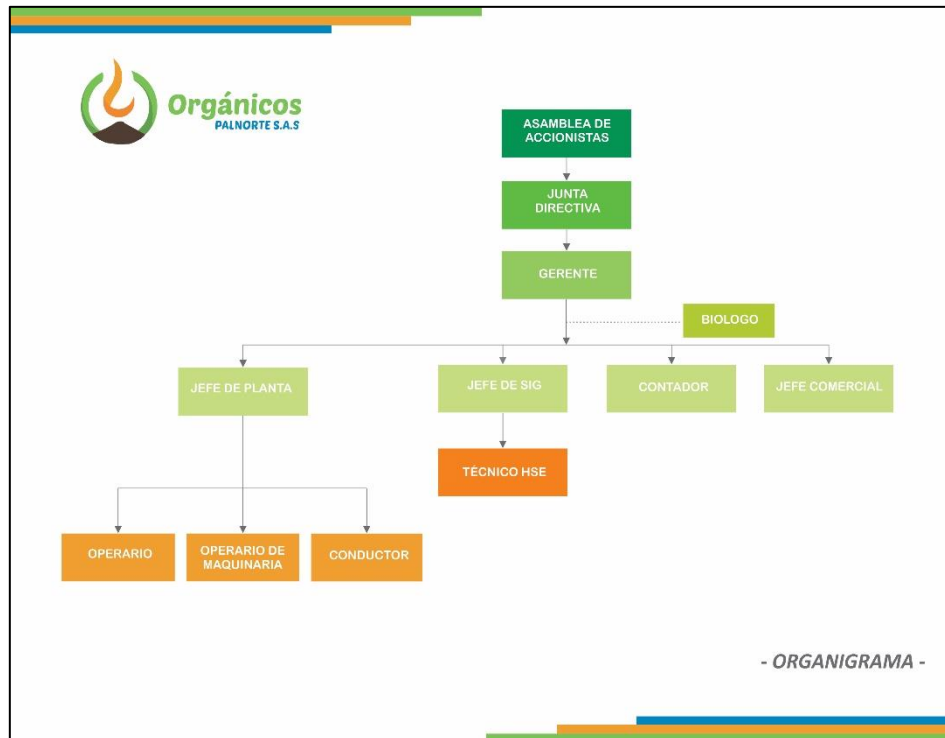 Orgánicos
PALNORTE S.A.S
ASAMBLEA DE
ACCIONISTAS
JUNTA
DIRECTIVA
GERENTE
BIOLOGO
JEFE DE PLANTA
JEFE DE SIG
CONTADOR
JEFE COMERCIAL
TÉCNICO HSE
OPERARIO
OPERARIO DE
MAQUINARIA
CONDUCTOR
- ORGANIGRAMA -